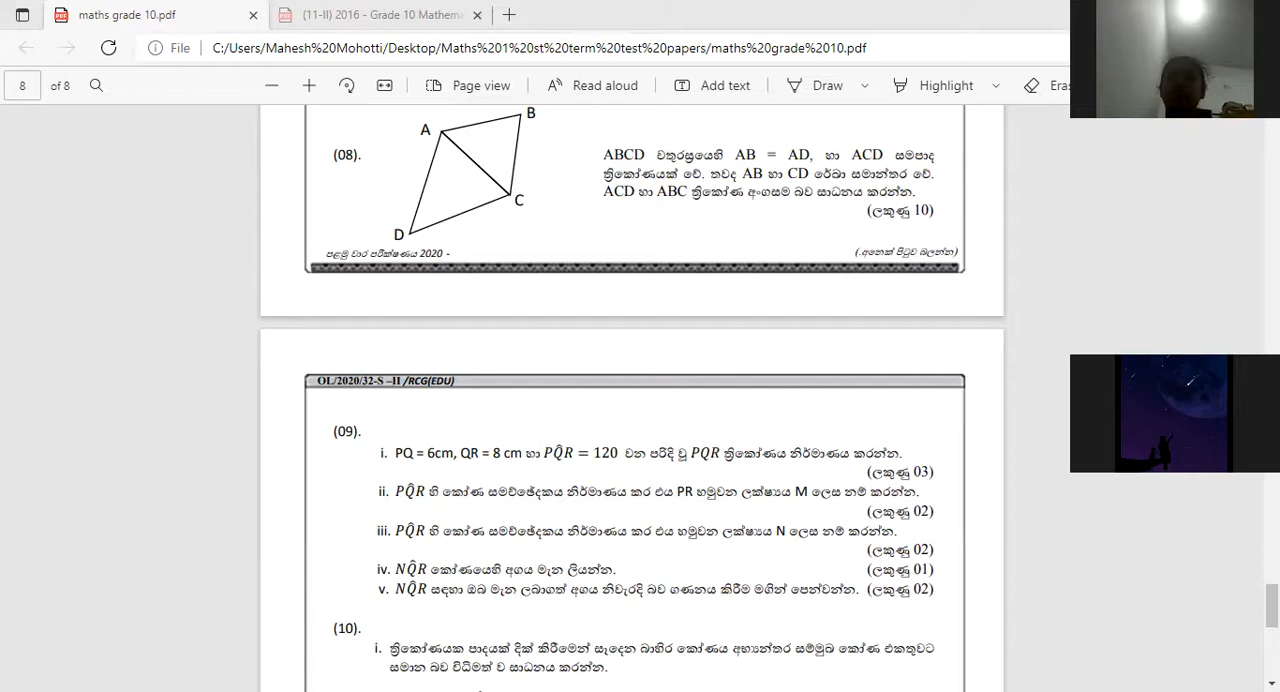 maths grade 10.pdf
(11-II) 2016 - Grade 10 Mathema
File
C:/Users/Mahesh%20Mohotti/Desktop/Maths%201%20st%20term%20test%20papers/maths%20grade%2010.pdf
8 of 8
Page view
Read aloud
Add text
Draw
Highlight
Eras
A
B
C
D
(08).
ABCD චතුරස්‍රයෙහි AB = AD, හා ACD සමපාද
ත්‍රිකෝණයක් වේ. තවද AB හා CD රේඛා සමාන්තර වේ.
ACD හා ABC ත්‍රිකෝණ අංගසම බව සාධනය කරන්න.
(ලකුණු 10)
පළමු වාර පරීක්ෂණය 2020 -
(.අනෙක් පිටුව බලන්න)
OL/2020/32-S –II /RCG(EDU)
(09).
i. PQ = 6cm, QR = 8 cm හා PQ̂R = 120 වන පරිදි වූ PQR ත්‍රිකෝණය නිර්මාණය කරන්න.
(ලකුණු 03)
ii. PQ̂R හි කෝණ සමච්ඡේදකය නිර්මාණය කර එය PR හමුවන ලක්ෂ්‍යය M ලෙස නම් කරන්න.
(ලකුණු 02)
iii. PQ̂R හි කෝණ සමච්ඡේදකය නිර්මාණය කර එය හමුවන ලක්ෂ්‍යය N ලෙස නම් කරන්න.
(ලකුණු 02)
iv. NQ̂R කෝණයෙහි අගය මැන ලියන්න. (ලකුණු 01)
v. NQ̂R සඳහා ඔබ මැන ලබාගත් අගය නිවැරදි බව ගණනය කිරීම මගින් පෙන්වන්න. (ලකුණු 02)
(10).
i. ත්‍රිකෝණයක පාදයක් දික් කිරීමෙන් සෑදෙන බාහිර කෝණය අභ්‍යන්තර සම්මුඛ කෝණ එකතුවට
සමාන බව විධිමත් ව සාධනය කරන්න.